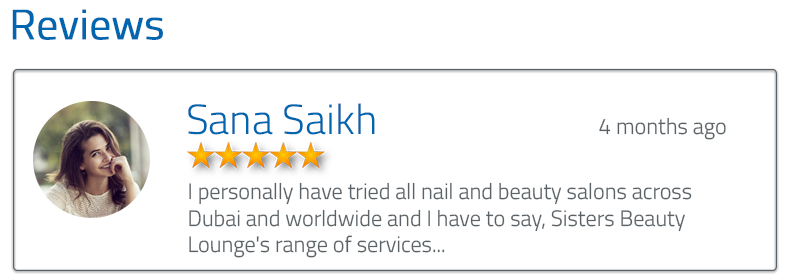 Reviews
Sana Saikh
4 months ago
I personally have tried all nail and beauty salons across
Dubai and worldwide and I have to say, Sisters Beauty
Lounge's range of services...